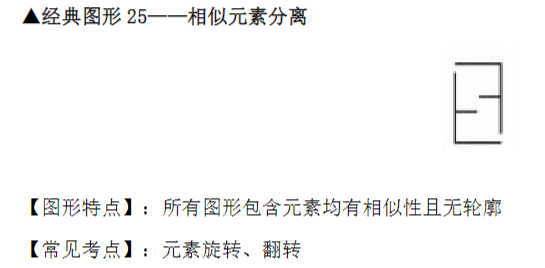 ▲经典图形 25——相似元素分离
【图形特点】：所有图形包含元素均有相似性且无轮廓
【常见考点】：元素旋转、翻转